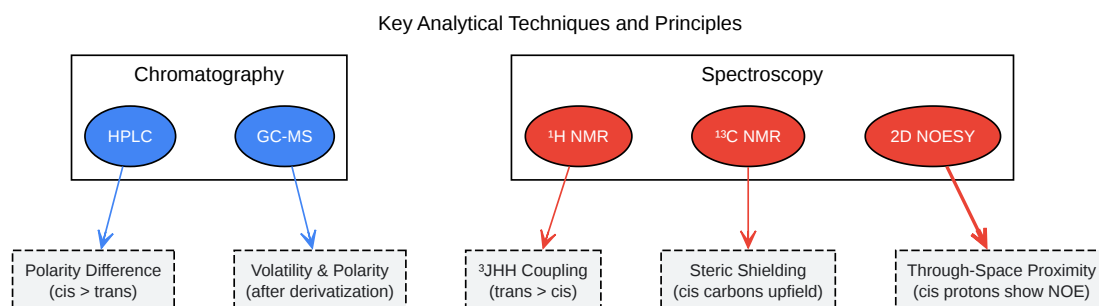 Key Analytical Techniques and Principles
Chromatography
Spectroscopy
HPLC
GC-MS
¹H NMR
¹³C NMR
2D NOESY
Polarity Difference
(cis > trans)
Volatility & Polarity
(after derivatization)
³JHH Coupling
(trans > cis)
Steric Shielding
(cis carbons upfield)
Through-Space Proximity
(cis protons show NOE)